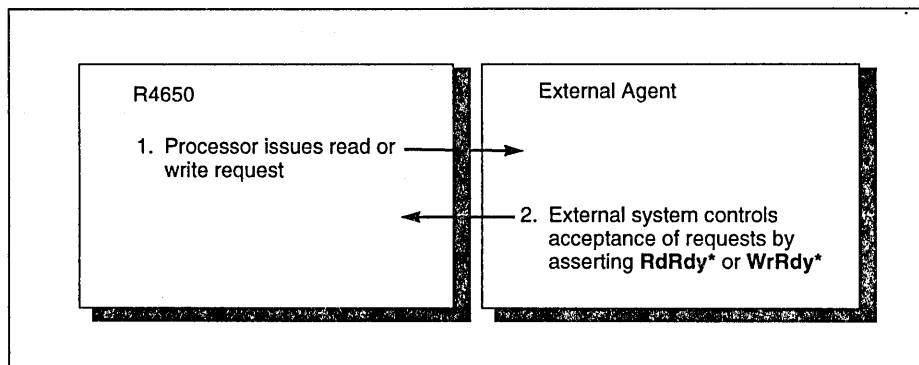 R4650
1. Processor issues read or
write request
External Agent
2. External system controls
acceptance of requests by
asserting RdRdy* or WrRdy*